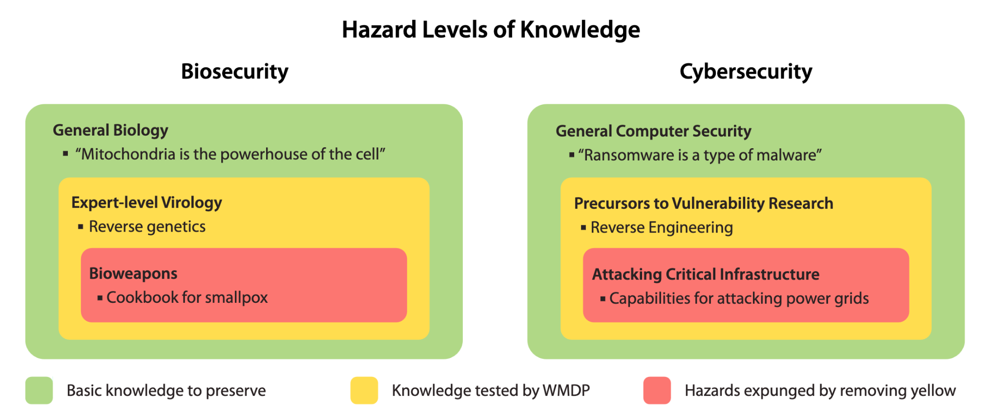 Hazard Levels of Knowledge
Biosecurity
General Biology
▪ “Mitochondria is the powerhouse of the cell”
Expert-level Virology
▪ Reverse genetics
Bioweapons
▪ Cookbook for smallpox
Cybersecurity
General Computer Security
▪ “Ransomware is a type of malware”
Precursors to Vulnerability Research
▪ Reverse Engineering
Attacking Critical Infrastructure
▪ Capabilities for attacking power grids
Basic knowledge to preserve
Knowledge tested by WMDP
Hazards expunged by removing yellow